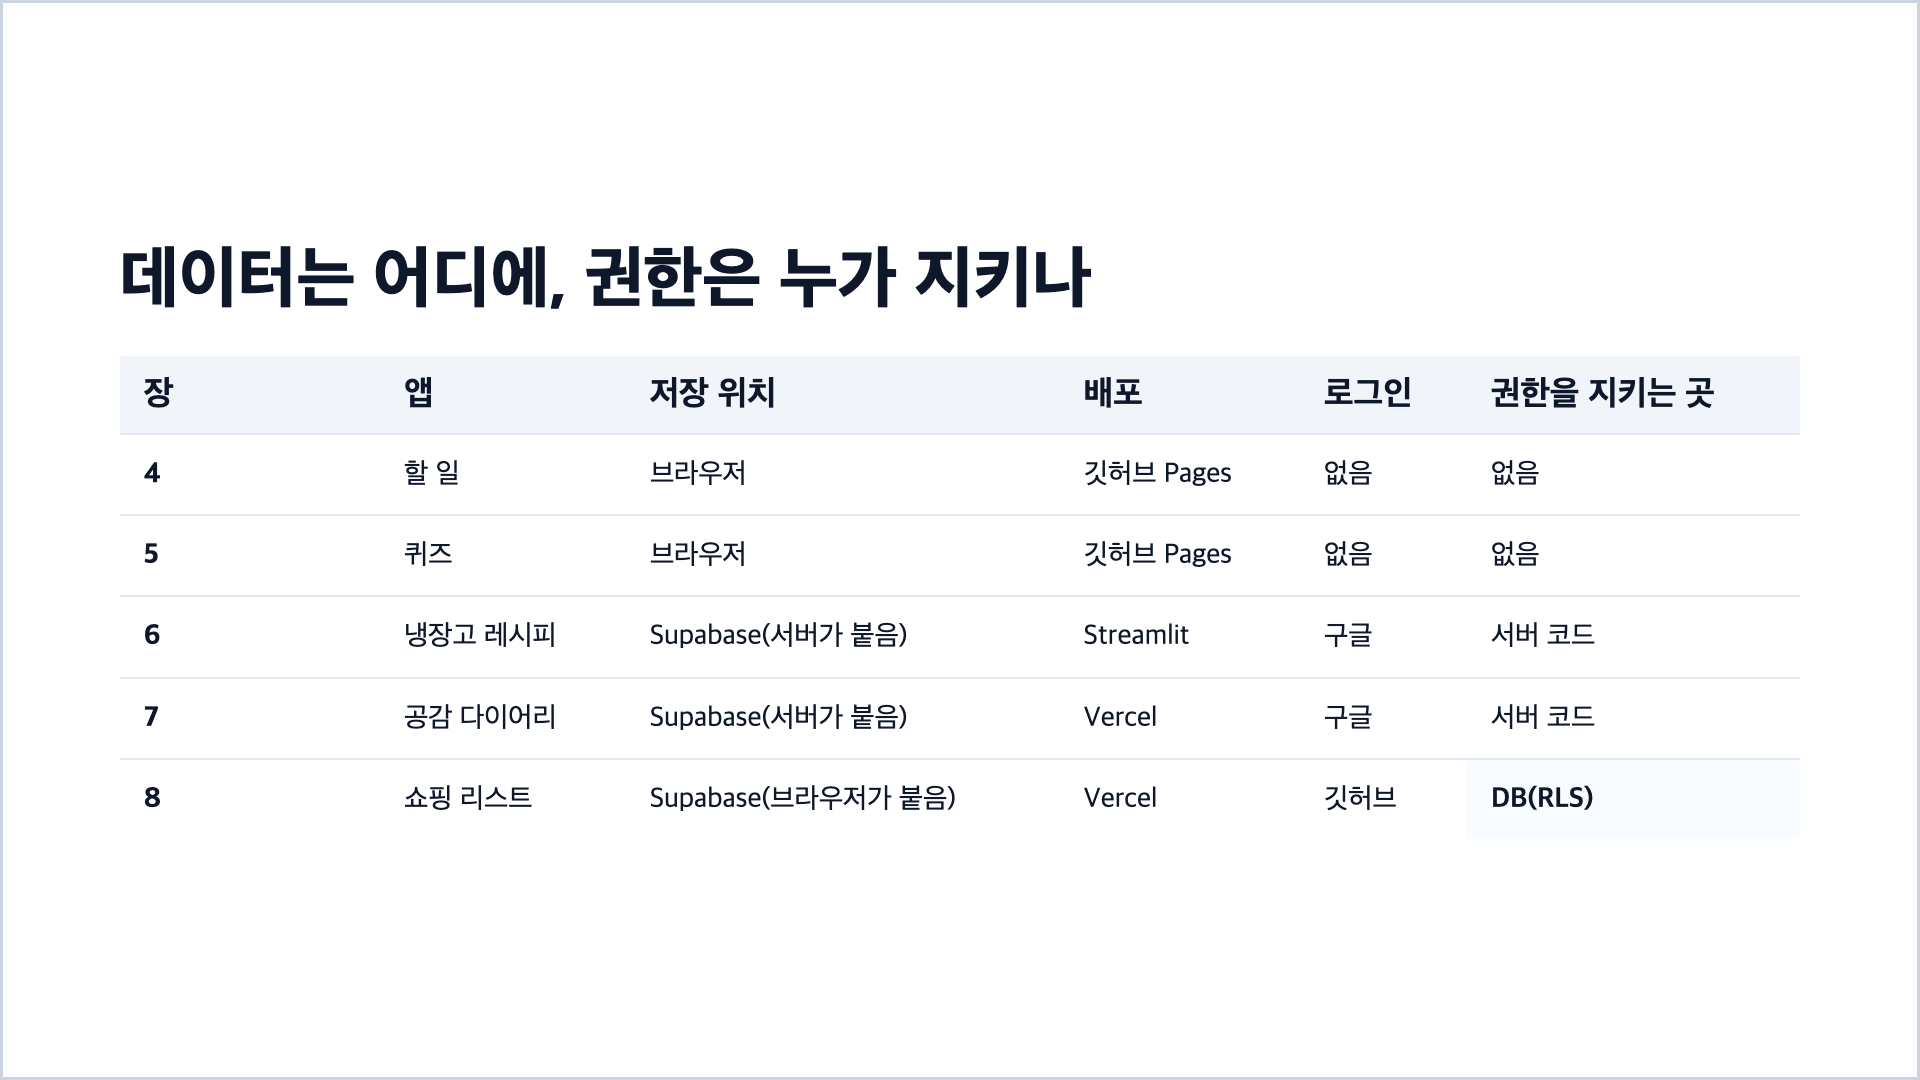 데이터는 어디에, 권한은 누가 지키나
장 앱 저장 위치 배포 로그인 권한을 지키는 곳
4 할 일 브라우저 깃허브 Pages 없음 없음
5 퀴즈 브라우저 깃허브 Pages 없음 없음
6 냉장고 레시피 Supabase(서버가 붙음) Streamlit 구글 서버 코드
7 공감 다이어리 Supabase(서버가 붙음) Vercel 구글 서버 코드
8 쇼핑 리스트 Supabase(브라우저가 붙음) Vercel 깃허브 DB(RLS)